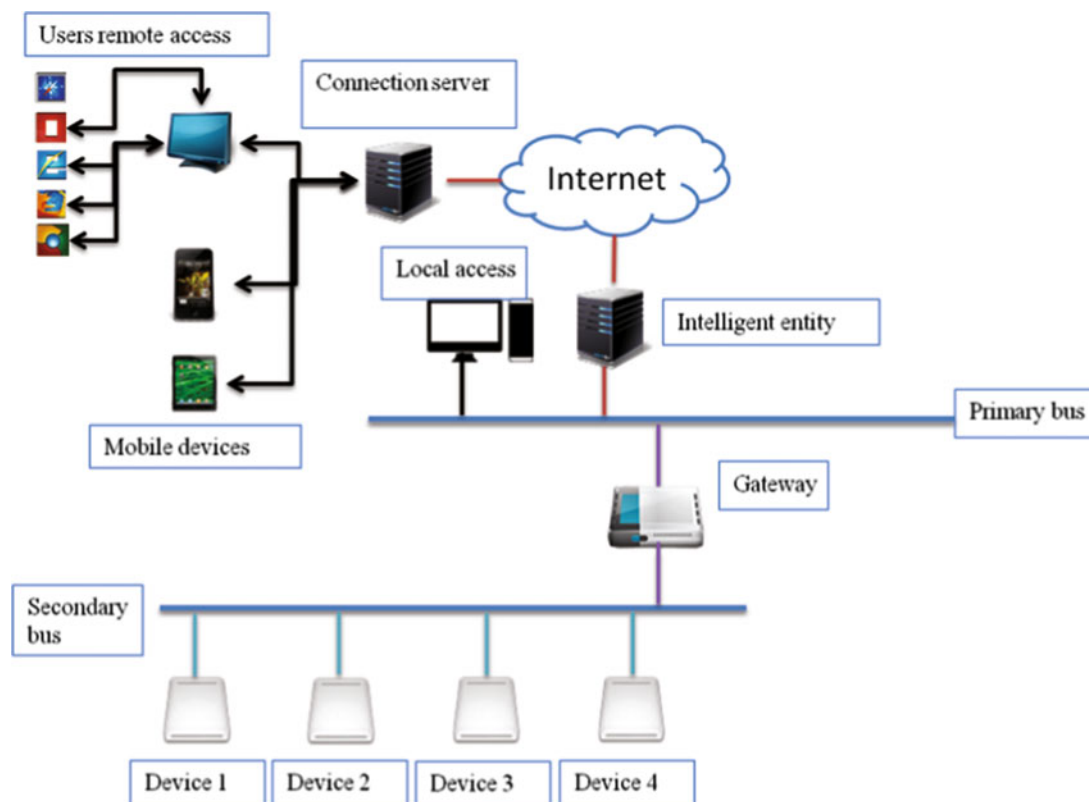 Users remote access
Connection server
Internet
Local access
Intelligent entity
Mobile devices
Primary bus
Gateway
Secondary
bus
Device 1
Device 2
Device 3
Device 4